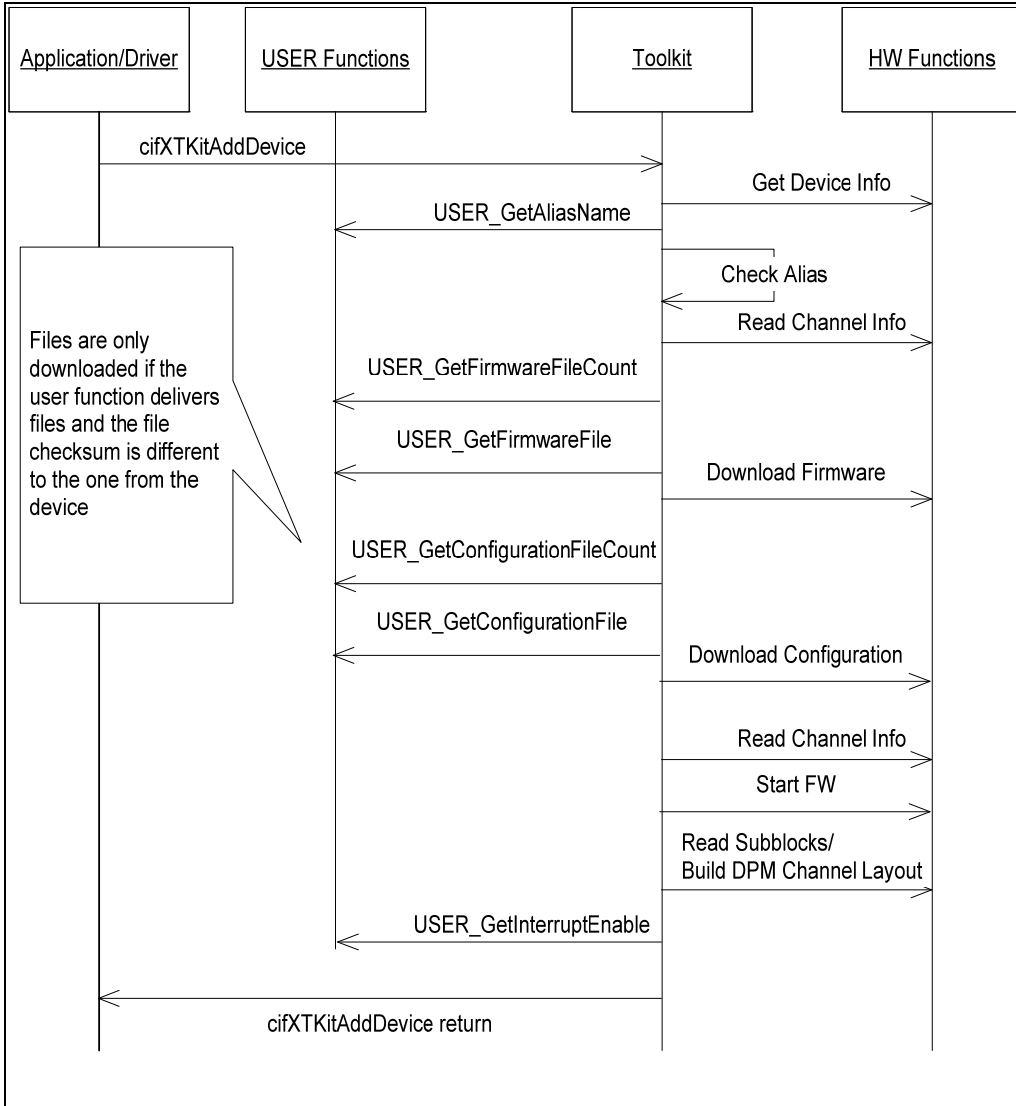 Application/Driver
USER Functions
Toolkit
HW Functions
cifXTKitAddDevice
Get Device Info
USER_GetAliasName
Check Alias
Read Channel Info
Files are only
downloaded if the
user function delivers
files and the file
checksum is different
to the one from the
device
USER_GetFirmwareFileCount
USER_GetFirmwareFile
Download Firmware
USER_GetConfigurationFileCount
USER_GetConfigurationFile
Download Configuration
Read Channel Info
Start FW
Read Subblocks/
Build DPM Channel Layout
USER_GetInterruptEnable
cifXTKitAddDevice return